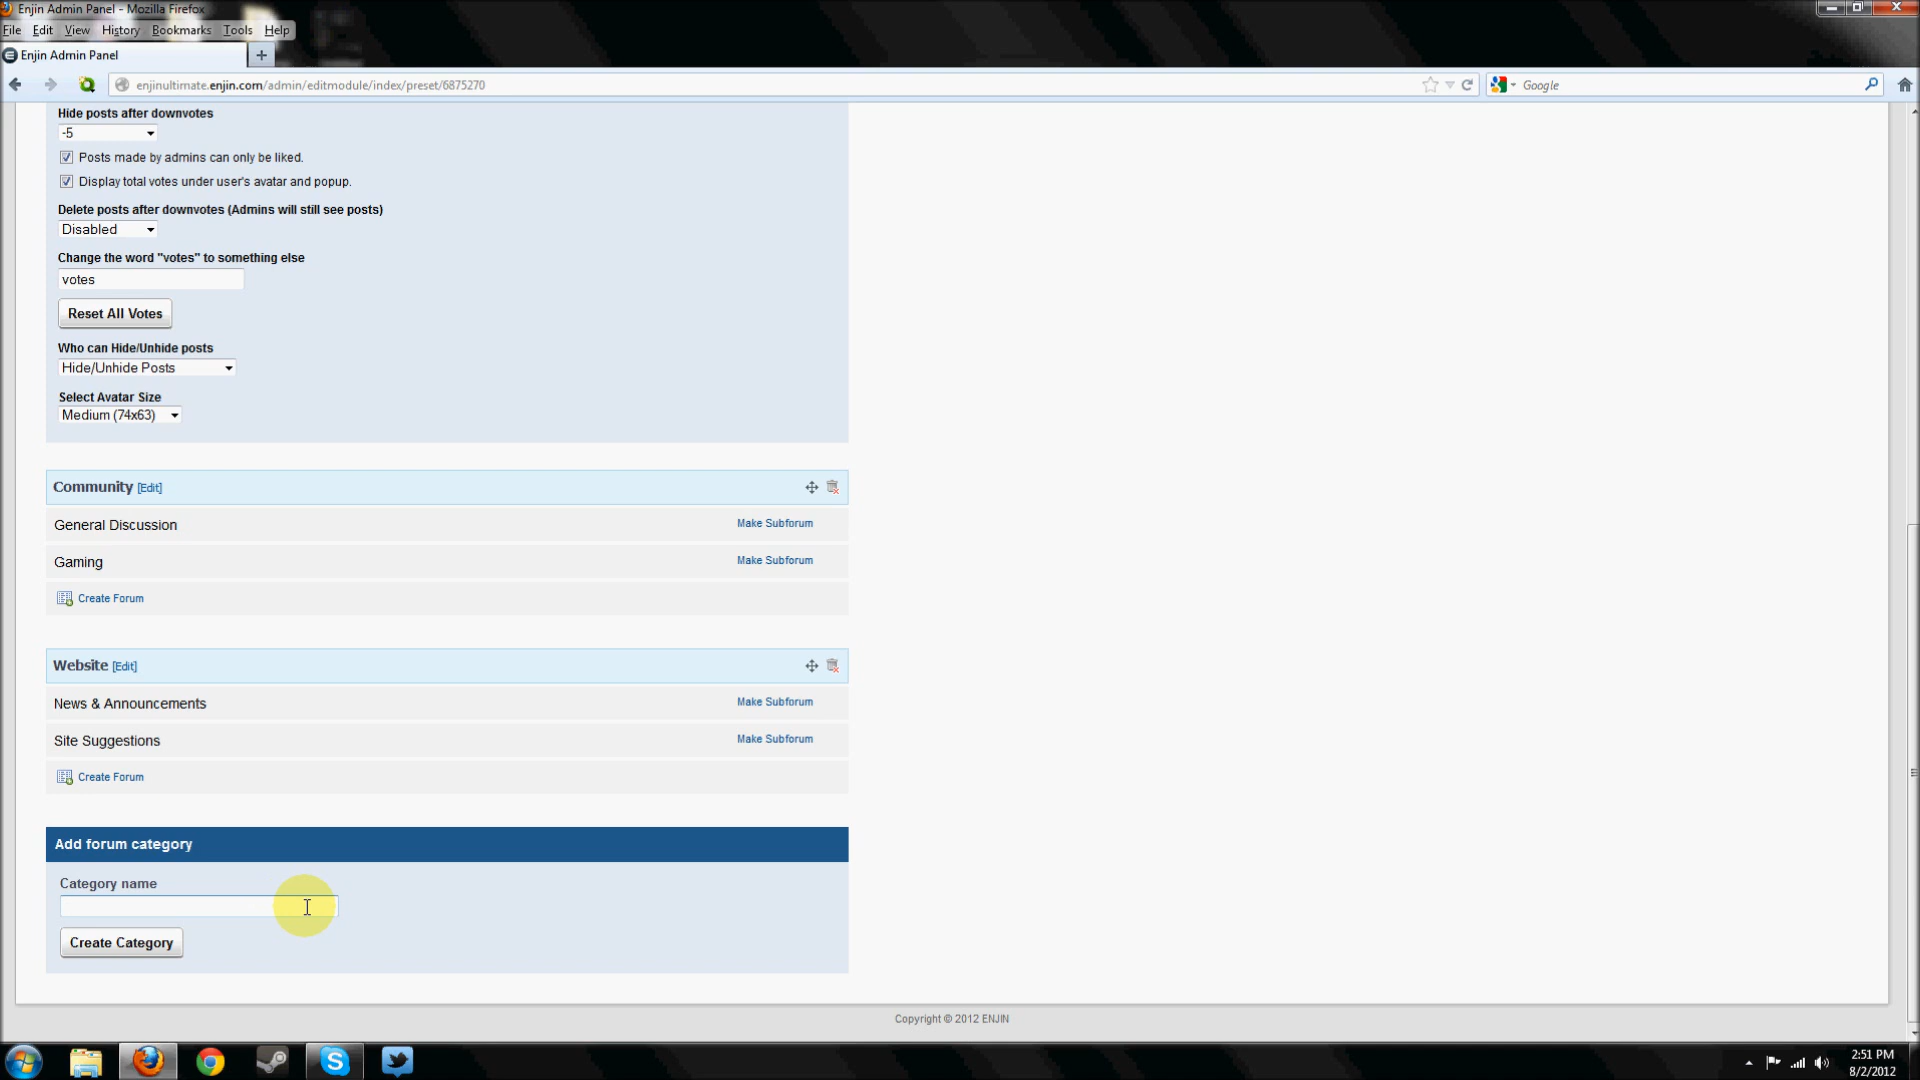 Enjin Admin Panel - Mozilla Firefox
File Edit View History Bookmarks Tools Help
Enjin Admin Panel
enjinultimate.enjin.com/admin/editmodule/index/preset/6875270
Google
Hide posts after downvotes
-5
Posts made by admins can only be liked.
Display total votes under user's avatar and popup.
Delete posts after downvotes (Admins will still see posts)
Disabled
Change the word "votes" to something else
votes
Reset All Votes
Who can Hide/Unhide posts
Hide/Unhide Posts
Select Avatar Size
Medium (74x63)
Community [Edit]
General Discussion Make Subforum
Gaming Make Subforum
Create Forum
Website [Edit]
News & Announcements Make Subforum
Site Suggestions Make Subforum
Create Forum
Add forum category
Category name
Create Category
Copyright © 2012 ENJIN
2:51 PM
8/2/2012